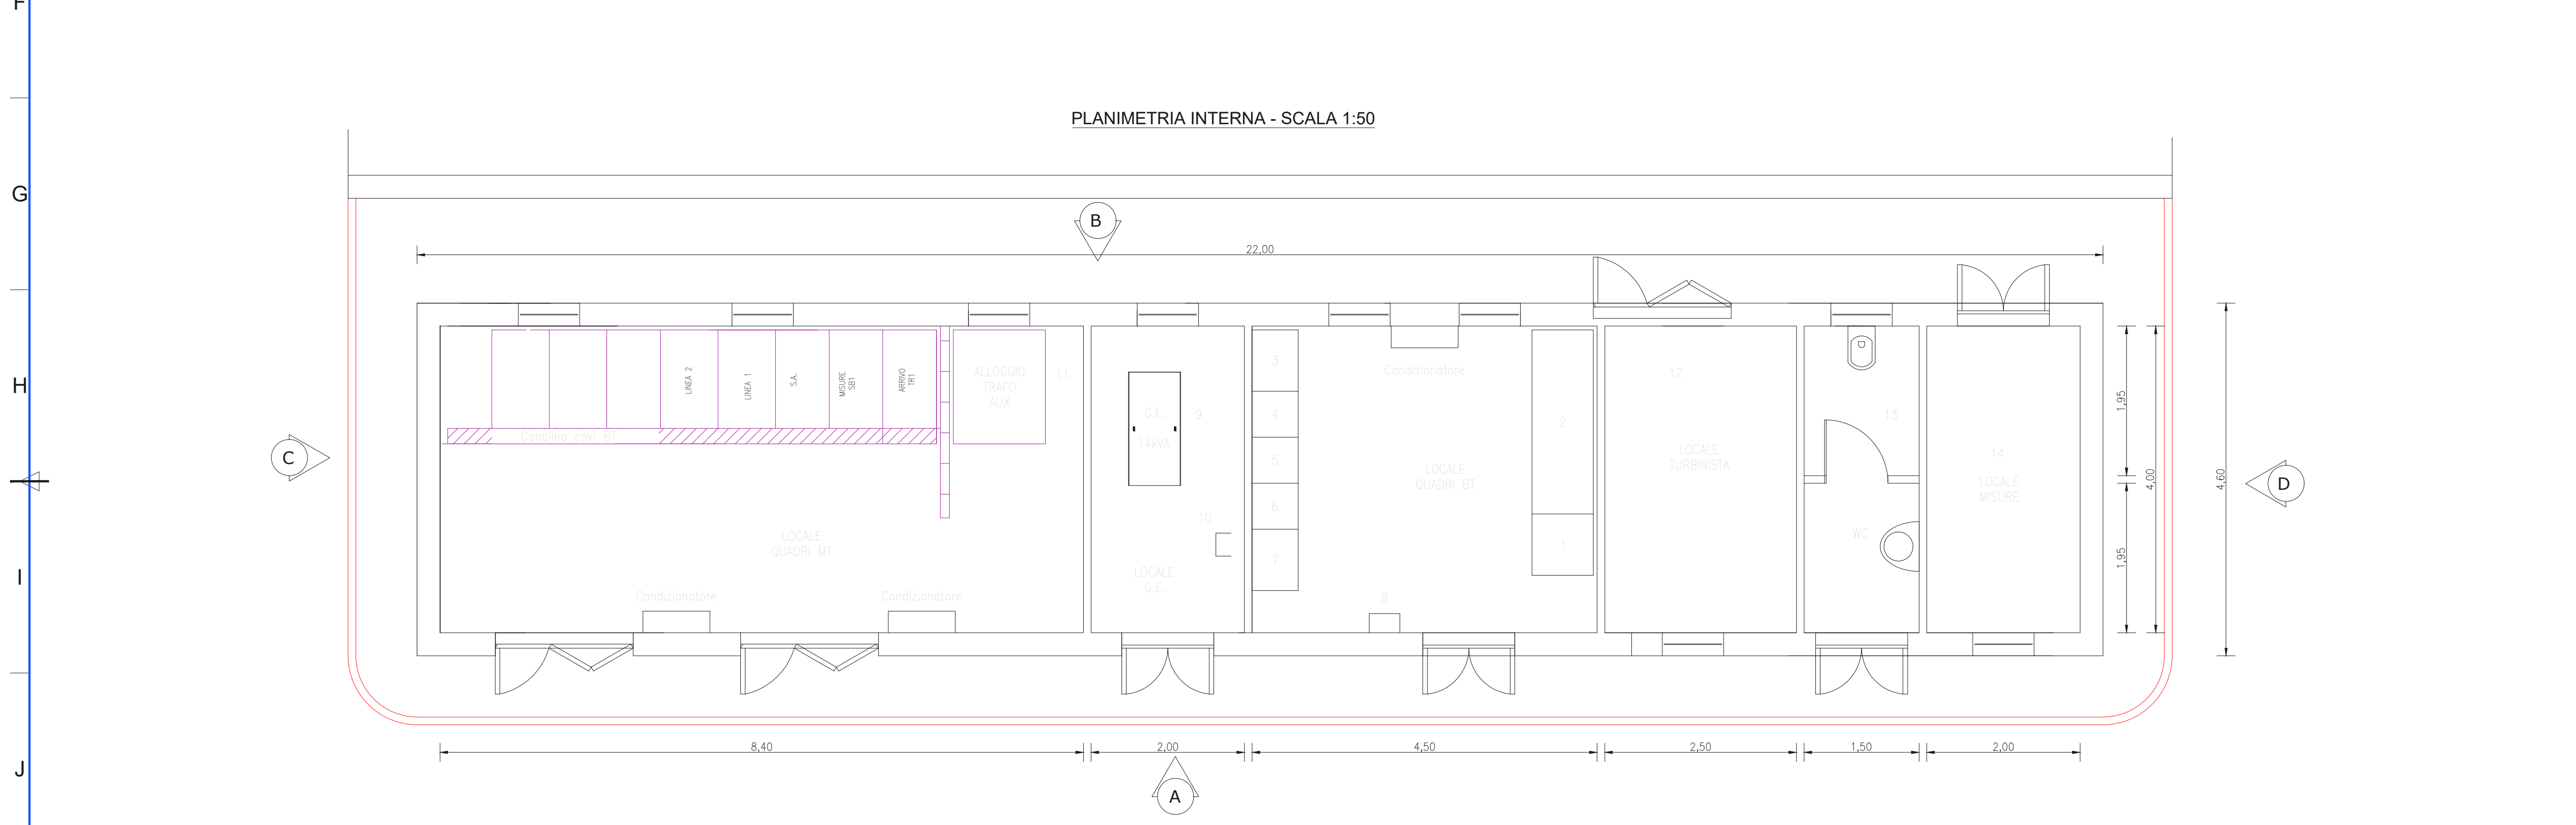 F
PLANIMETRIA INTERNA - SCALA 1:50
G
B
22,00
H
LINEA 2
LINEA 1
S.A.
MISURE
SB1
ARRIVO
TR1
ALLOGGIO
TRAFO
AUX
11
G.E.
14kVA
9
3
4
5
6
7
Condizionatore
2
1
12
13
14
1,95
4,00
4,60
1,95
Canalina cavi BT
C
D
LOCALE
TURBINISTA
LOCALE
QUADRI BT
LOCALE
MISURE
10
WC
LOCALE
QUADRI MT
LOCALE
G.E.
I
Condizionatore
Condizionatore
8
8,40
2,00
4,50
2,50
1,50
2,00
J
A